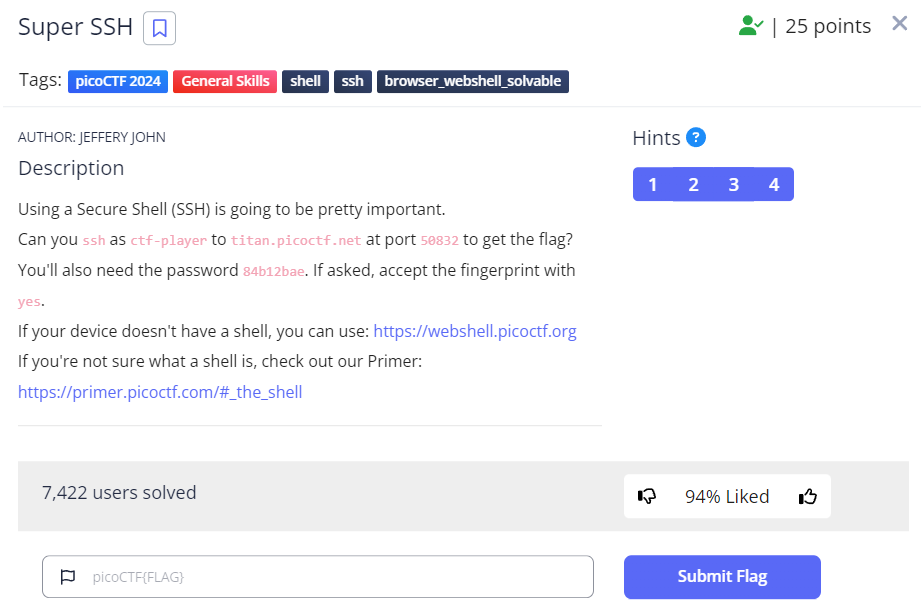 Super SSH
| 25 points
Tags: picoCTF 2024 General Skills shell ssh browser_webshell_solvable
AUTHOR: JEFFERY JOHN
Description
Using a Secure Shell (SSH) is going to be pretty important.
Can you ssh as ctf-player to titan.picoctf.net at port 50832 to get the flag?
You'll also need the password 84b12bae. If asked, accept the fingerprint with
yes.
If your device doesn't have a shell, you can use: https://webshell.picoctf.org
If you're not sure what a shell is, check out our Primer:
https://primer.picoctf.com/#_the_shell
Hints ?
1 2 3 4
7,422 users solved
94% Liked
picoCTF{FLAG}
Submit Flag